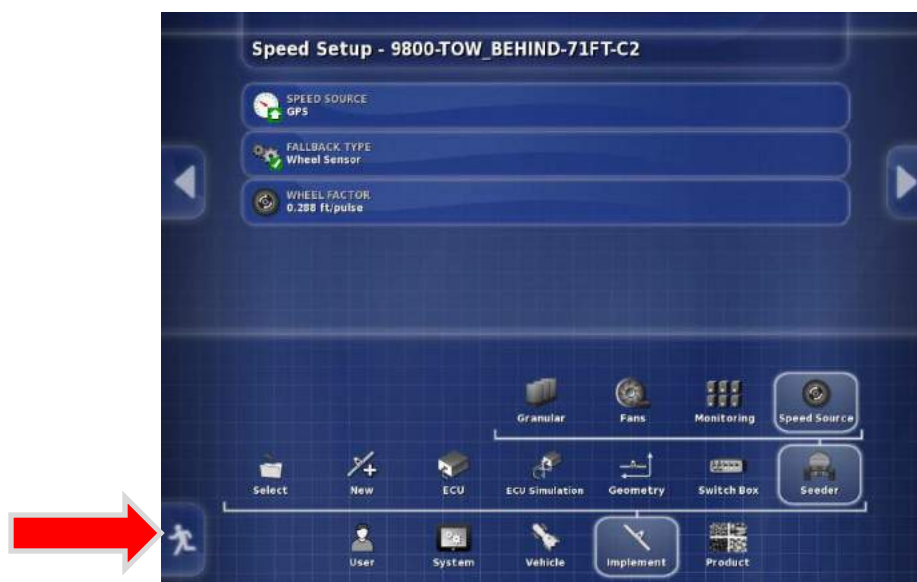 Speed Setup - 9800-TOW_BEHIND-71FT-C2
SPEED SOURCE
GPS
FALLBACK TYPE
Wheel Sensor
WHEEL FACTOR
0.288 ft/pulse
Granular Fans Monitoring Speed Source
Select New ECU ECU Simulation Geometry Switch Box Seeder
User System Vehicle Implement Product